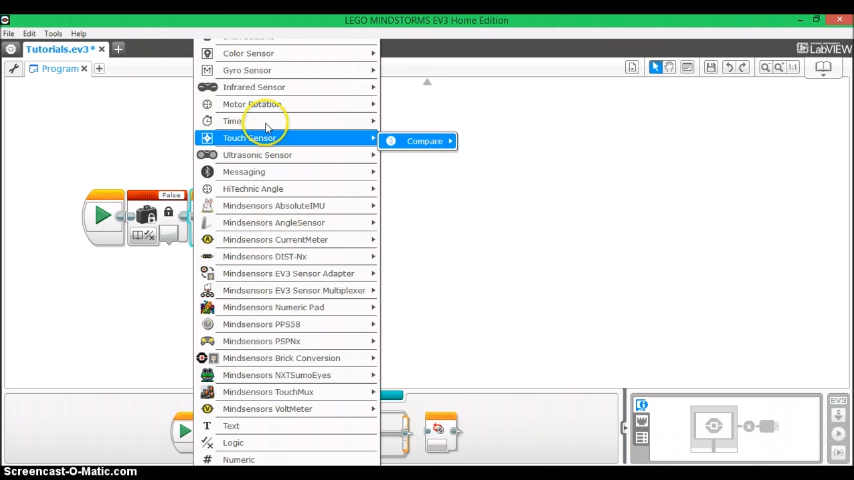 LEGO MINDSTORMS EV3 Home Edition
File Edit Tools Help
Tutorials.ev3*
LabVIEW
Program
1:1
Color Sensor
Gyro Sensor
Infrared Sensor
Motor Rotation
Time
Touch Sensor
Compare
Ultrasonic Sensor
Messaging
False
HiTechnic Angle
Mindsensors AbsoluteIMU
Mindsensors AngleSensor
Mindsensors CurrentMeter
Mindsensors DIST-Nx
Mindsensors EV3 Sensor Adapter
Mindsensors EV3 Sensor Multiplexer
Mindsensors Numeric Pad
Mindsensors PPS58
Mindsensors PSPNx
Mindsensors Brick Conversion
Mindsensors NXTSumoEyes
Mindsensors TouchMux
Mindsensors VoltMeter
T Text
Logic
# Numeric
EV3
Screencast-O-Matic.com